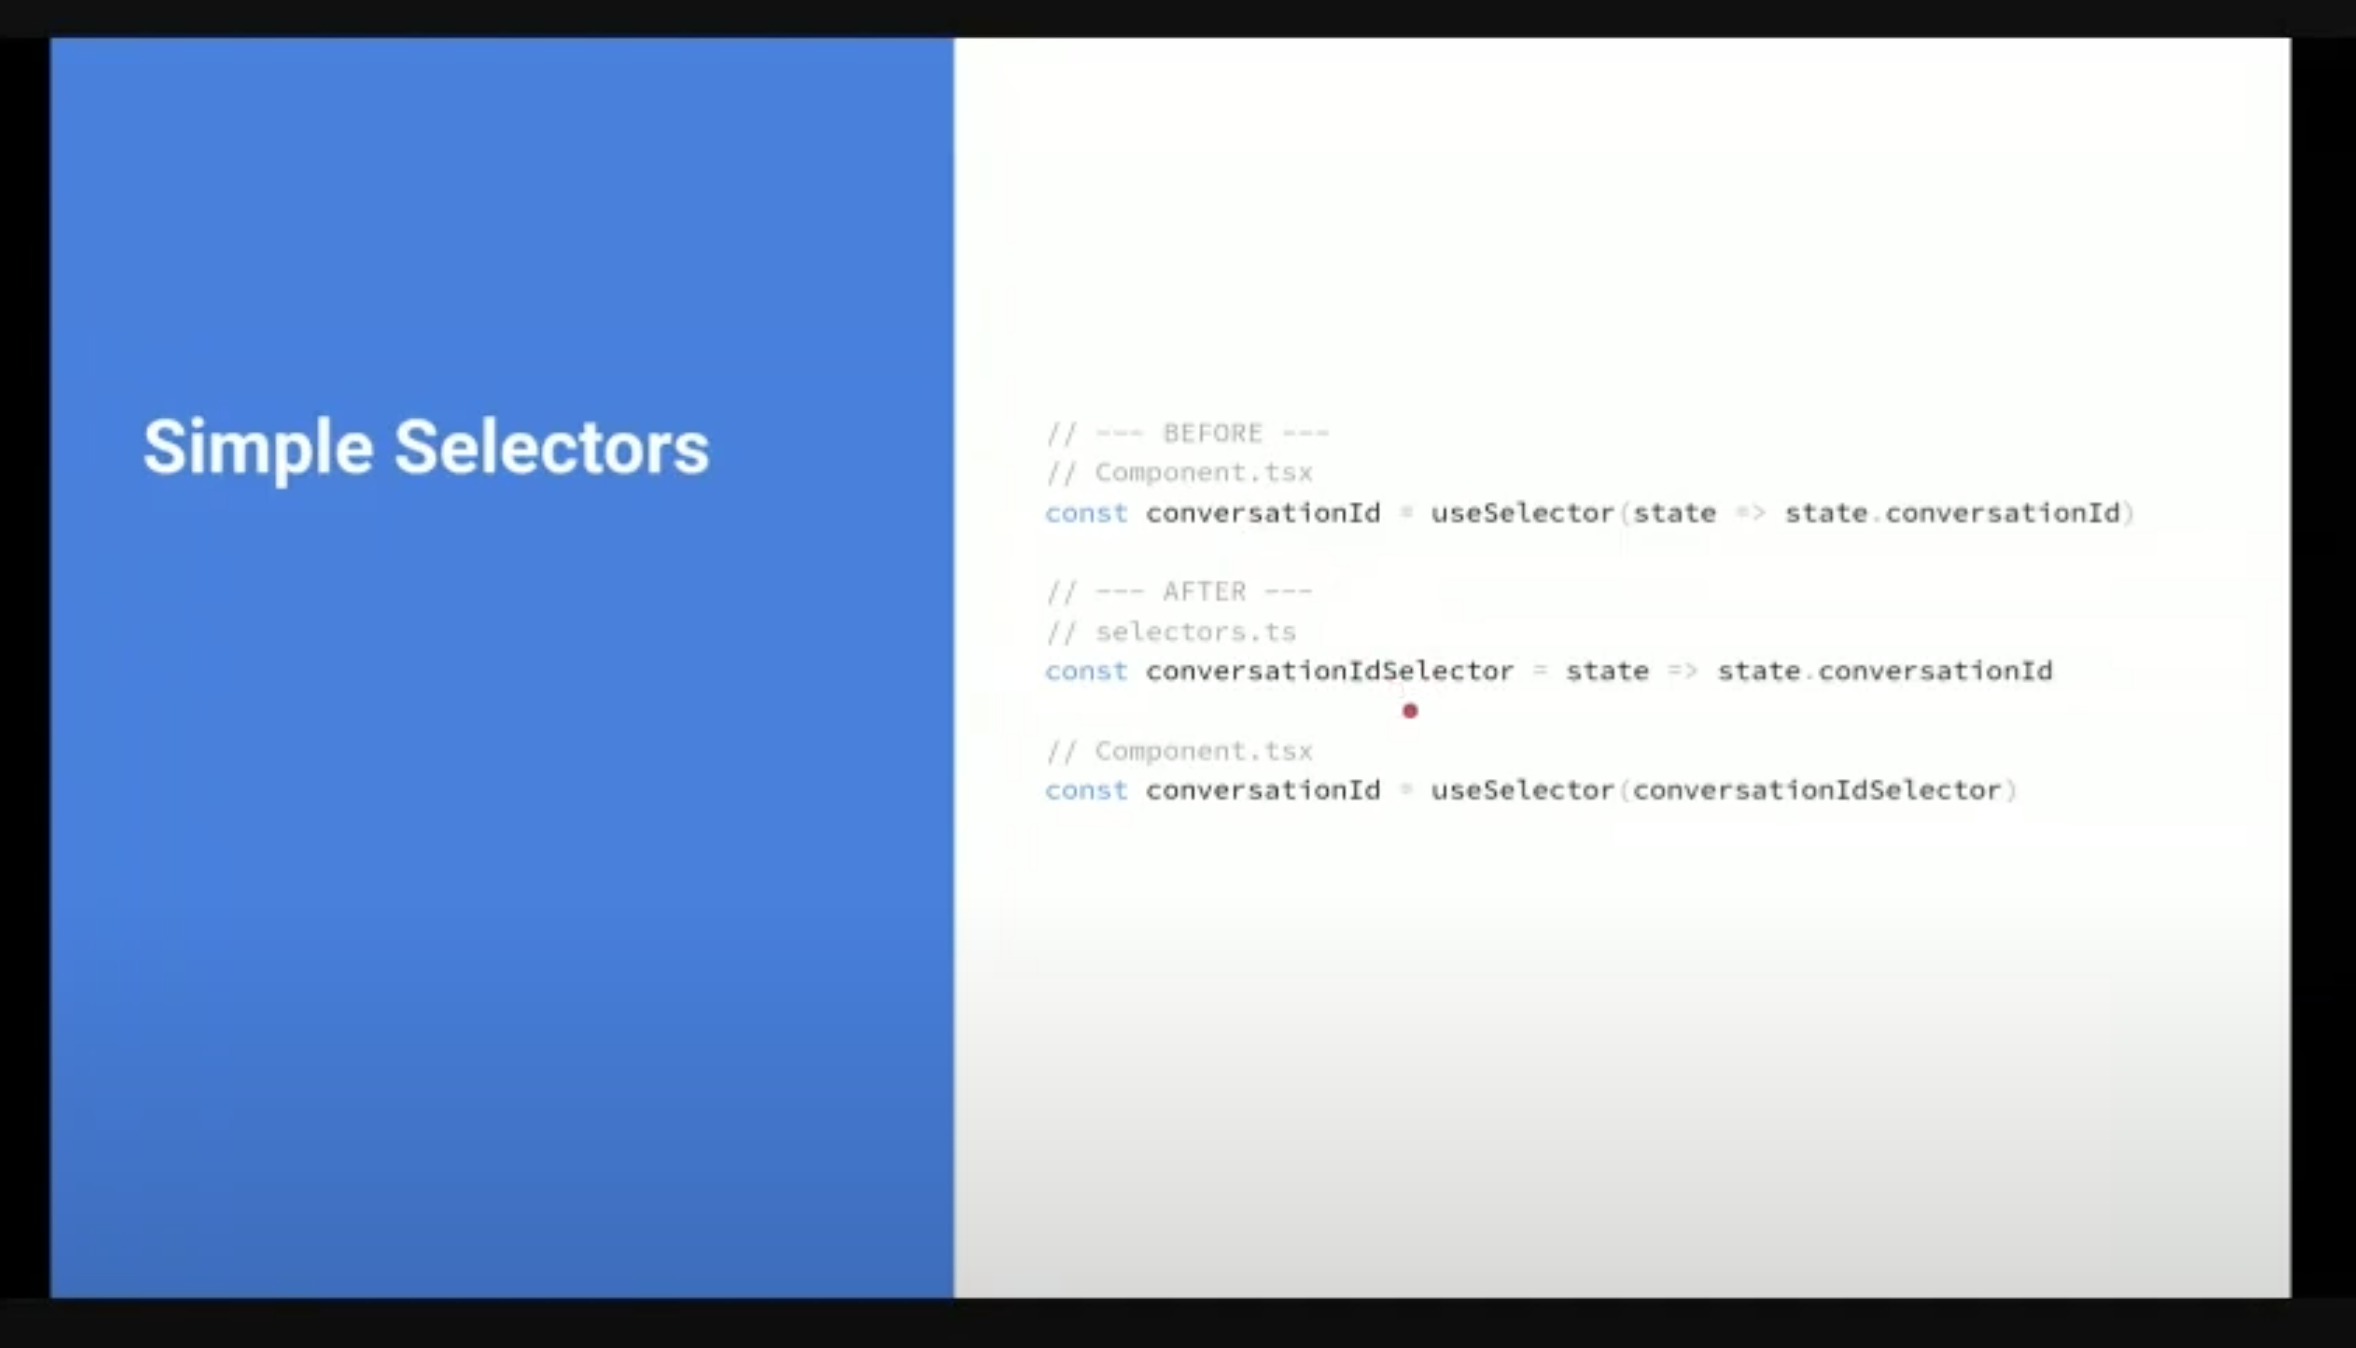 Simple Selectors
// --- BEFORE ---
// Component.tsx
const conversationId = useSelector(state => state.conversationId)
// --- AFTER ---
// selectors.ts
const conversationIdSelector = state => state.conversationId
// Component.tsx
const conversationId = useSelector(conversationIdSelector)